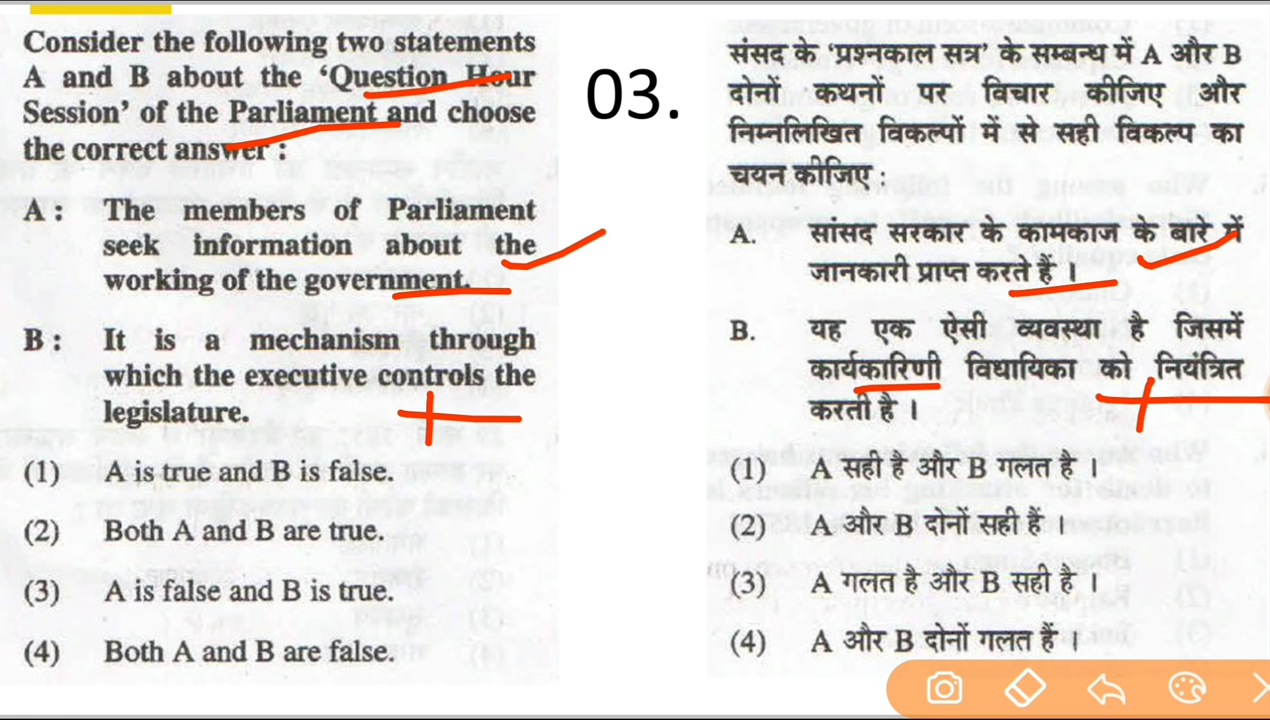 Consider the following two statements
A and B about the ‘Question Hour
Session’ of the Parliament and choose
the correct answer :
A : The members of Parliament
seek information about the
working of the government.
B : It is a mechanism through
which the executive controls the
legislature.
(1) A is true and B is false.
(2) Both A and B are true.
(3) A is false and B is true.
(4) Both A and B are false.
03.
संसद के ‘प्रश्नकाल सत्र’ के सम्बन्ध में A और B
दोनों कथनों पर विचार कीजिए और
निम्नलिखित विकल्पों में से सही विकल्प का
चयन कीजिए :
A. सांसद सरकार के कामकाज के बारे में
जानकारी प्राप्त करते हैं ।
B. यह एक ऐसी व्यवस्था है जिसमें
कार्यकारिणी विधायिका को नियंत्रित
करती है ।
(1) A सही है और B गलत है ।
(2) A और B दोनों सही हैं ।
(3) A गलत है और B सही है ।
(4) A और B दोनों गलत हैं ।